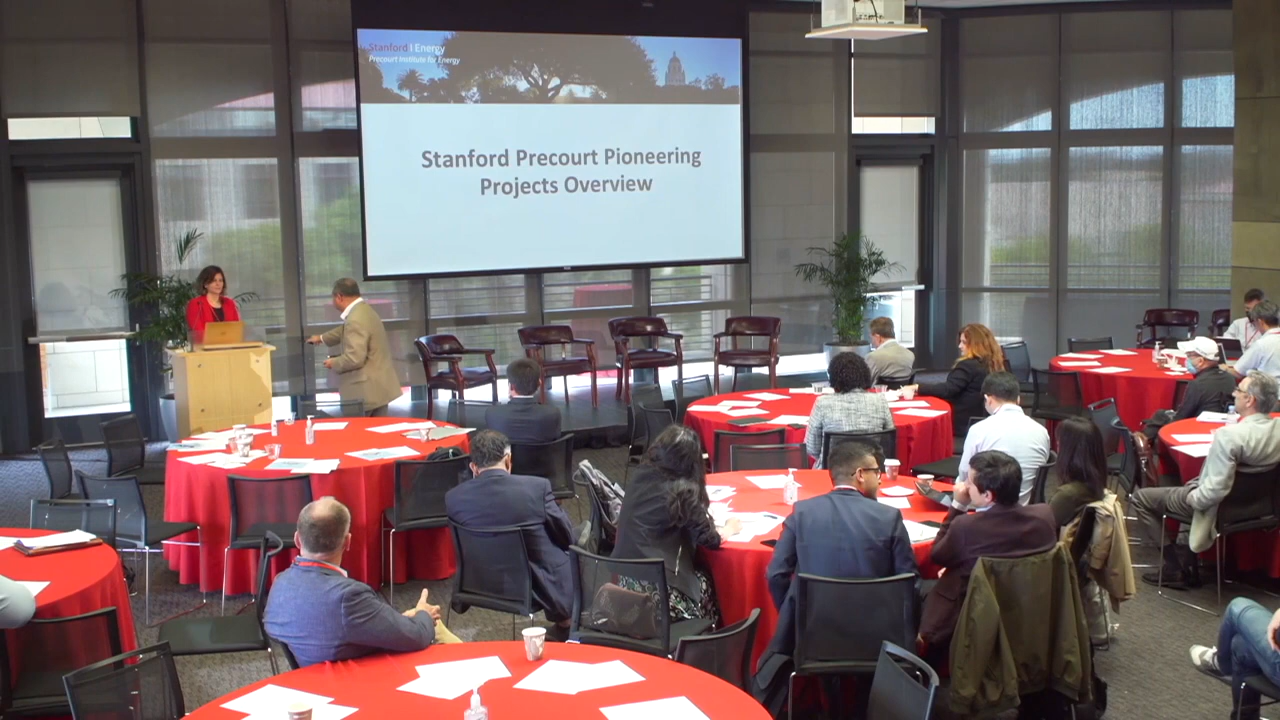 Stanford | Energy
Precourt Institute for Energy
Stanford Precourt Pioneering
Projects Overview